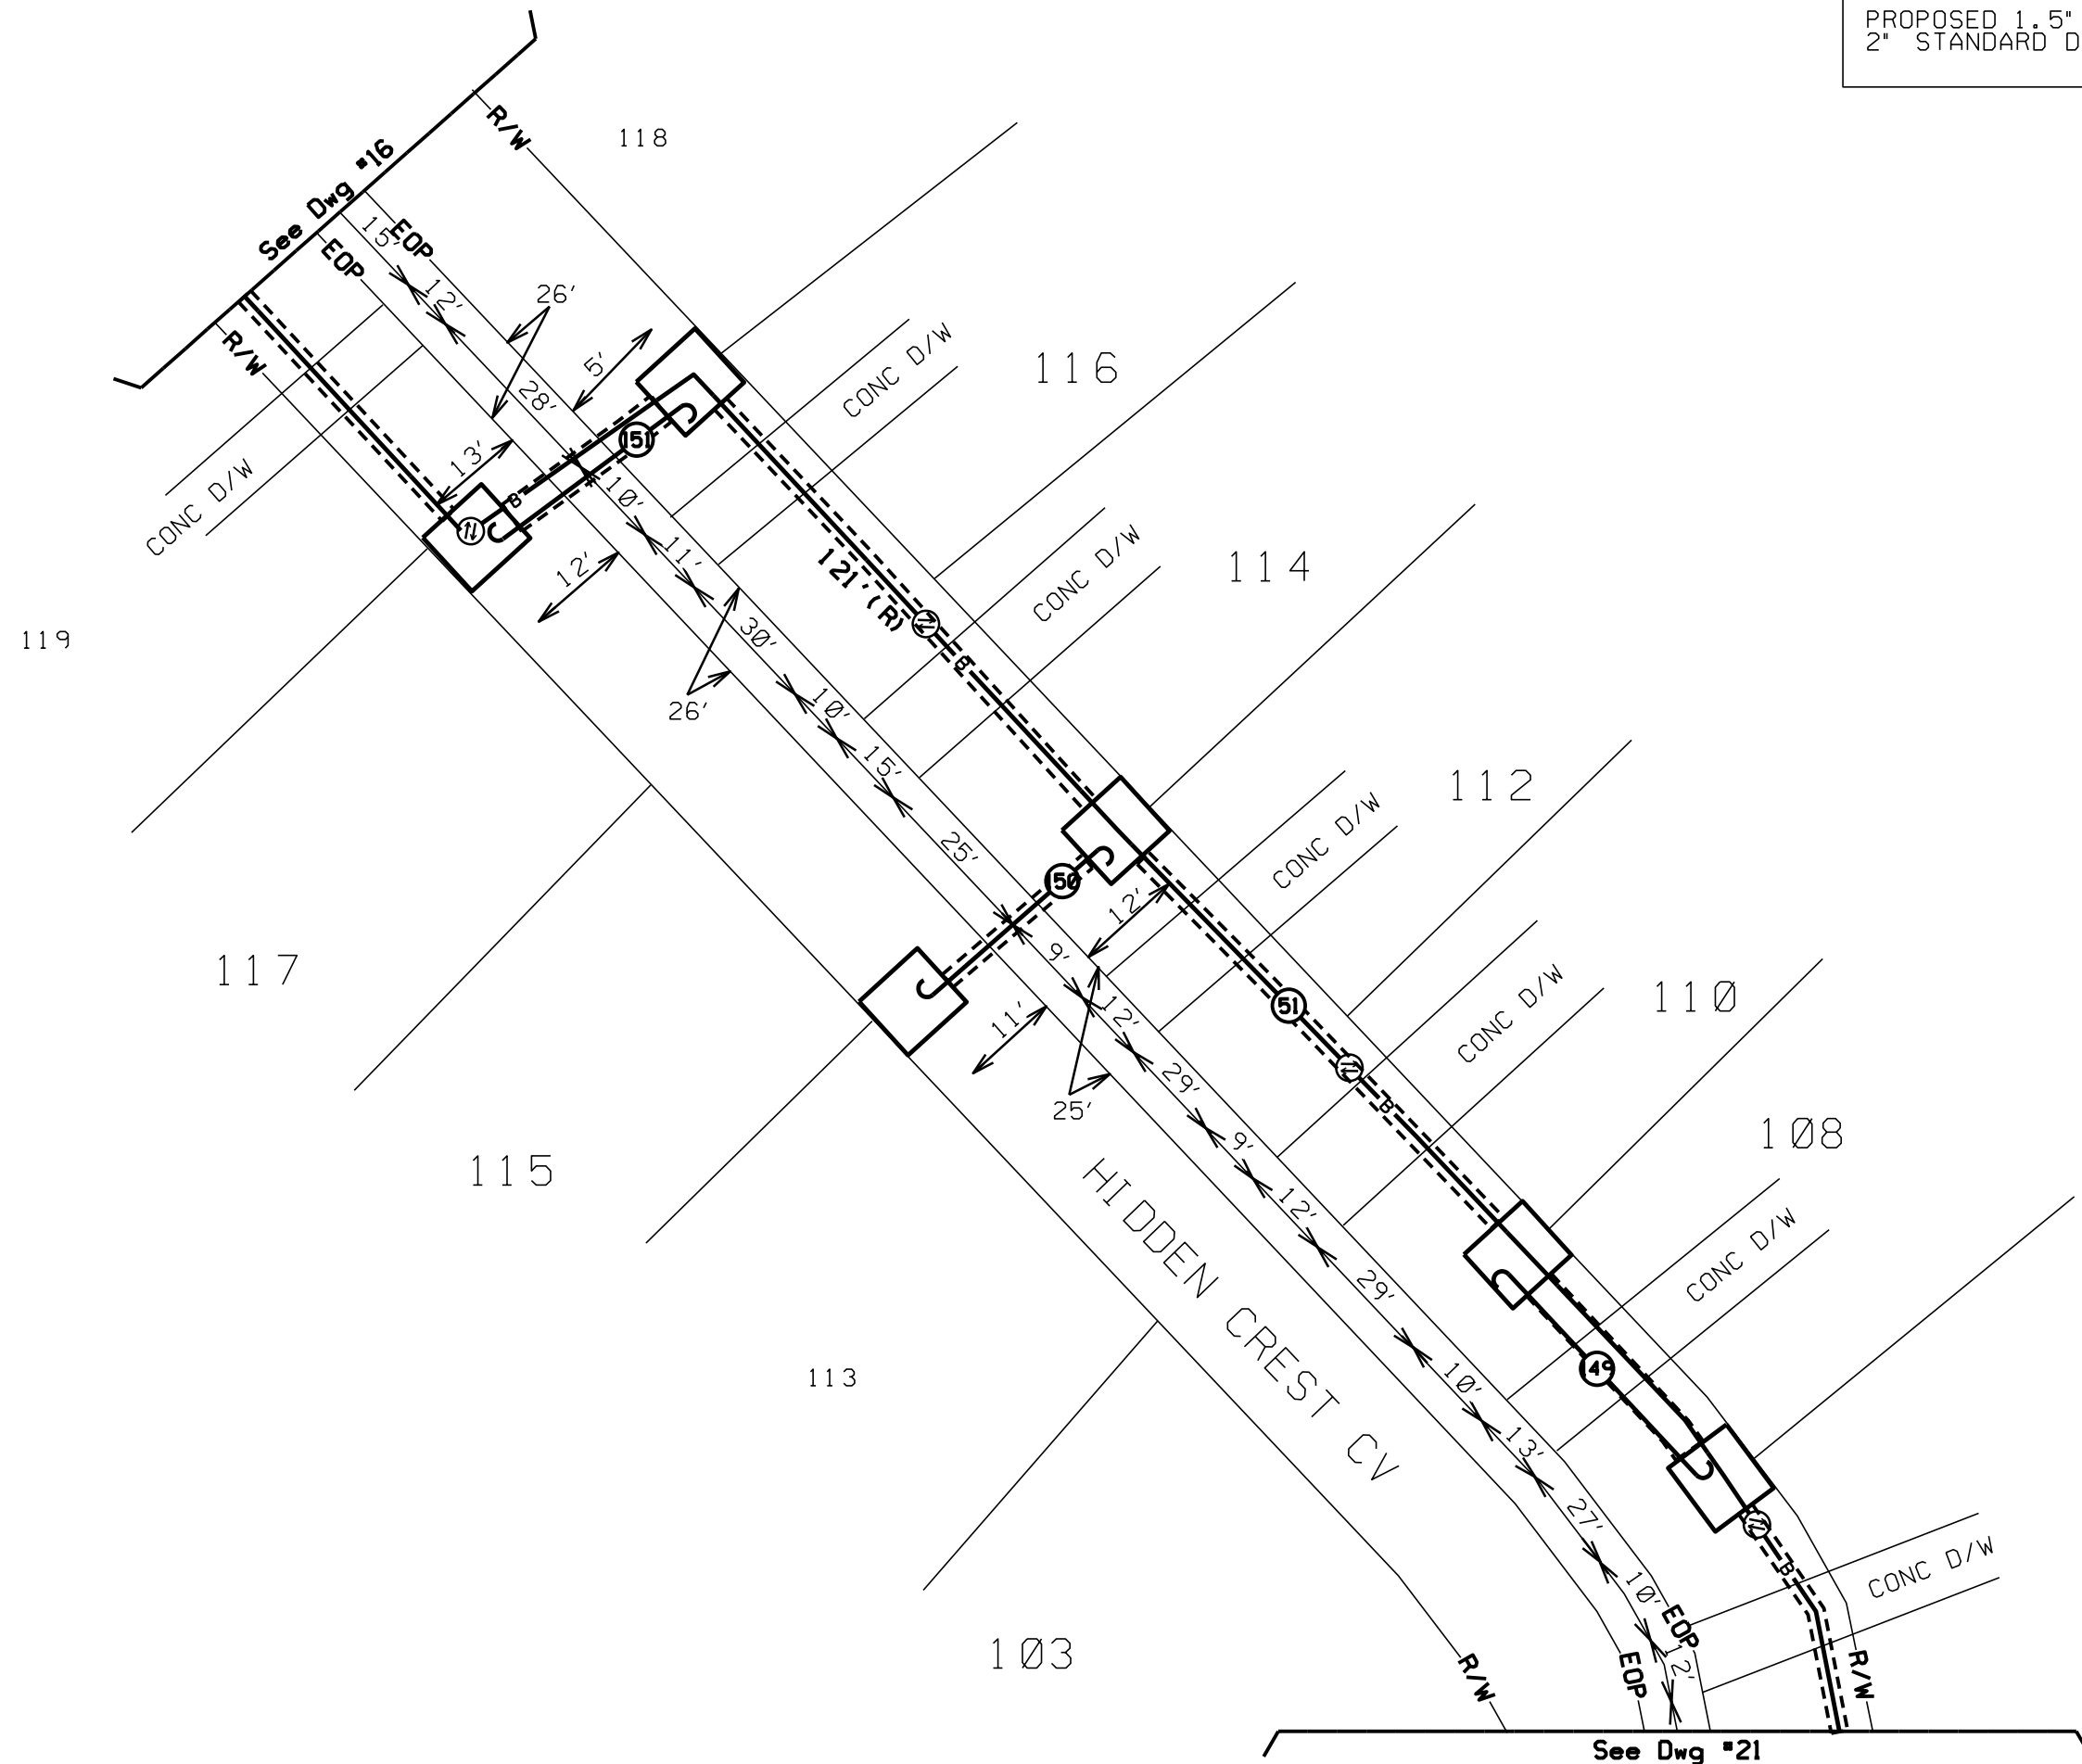 PROPOSED 1.5"
2" STANDARD D
R/W
118
See Dwg #16
EOP
15'
EOP
12'
26'
R/W
5'
116
CONC D/W
28'
13'
151
CONC D/W
B
10'
114
CONC D/W
12'
11'
121'(R)
119
30'
B
26'
10'
15'
112
CONC D/W
25'
150
12'
117
9'
51
110
CONC D/W
11'
12'
25'
29'
B
108
9'
115
12'
CONC D/W
HIDDEN CREST CV
29'
113
10'
13'
27'
CONC D/W
B
10'
103
EOP
12'
R/W
EOP
R/W
See Dwg #21